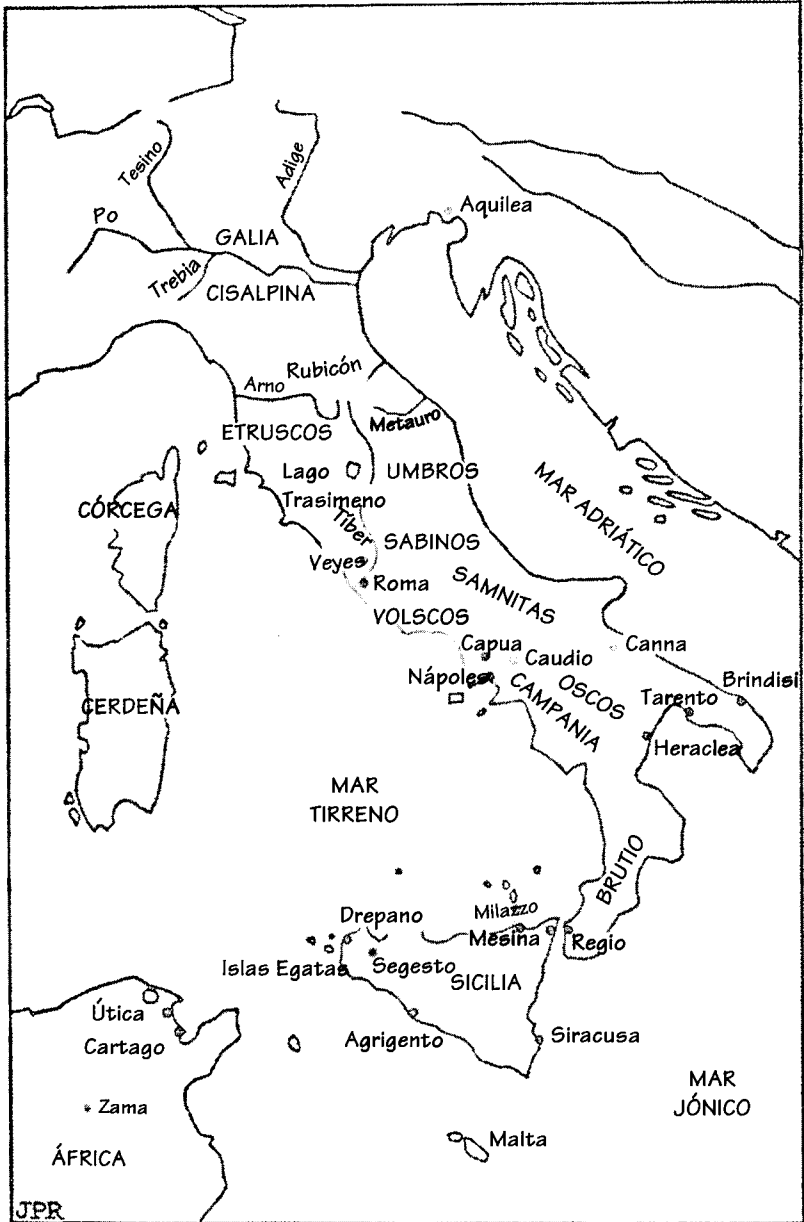 Tesino
Adige
Po
Aquilea
GALIA
Trebia
CISALPINA
Rubicón
Arno
Metauro
ETRUSCOS
Lago
Trasimeno
UMBROS
CÓRCEGA
MAR ADRIÁTICO
Tíber
SABINOS
Veyes
Roma
SAMNITAS
VOLSCOS
Capua
Caudio
Canna
Nápoles
OSCOS
CAMPANIA
Brindisi
Tarento
Heraclea
CERDEÑA
MAR
TIRRENO
BRUTIO
Milazzo
Drepano
Mesina
Regio
Islas Egatas
Segesto
SICILIA
Útica
Cartago
Agrigento
Siracusa
Zama
MAR
JÓNICO
Malta
ÁFRICA
JPR